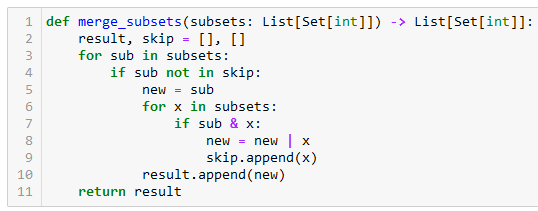 1 def merge_subsets(subsets: List[Set[int]]) -> List[Set[int]]:
2     result, skip = [], []
3     for sub in subsets:
4         if sub not in skip:
5             new = sub
6             for x in subsets:
7                 if sub & x:
8                     new = new | x
9                     skip.append(x)
10             result.append(new)
11     return result